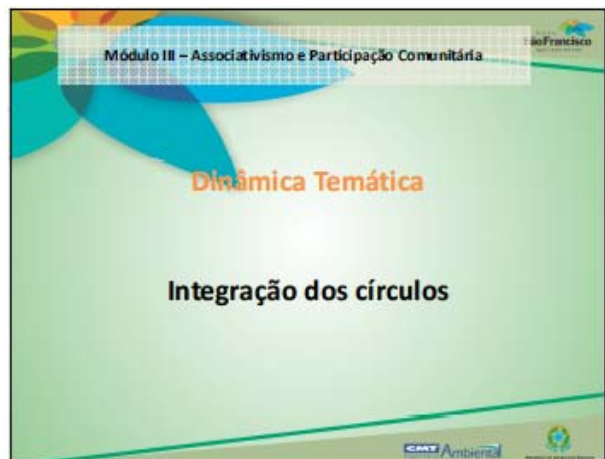 Módulo III – Associativismo e Participação Comunitária
São Francisco
Dinâmica Temática
Integração dos círculos
CMT Ambiental